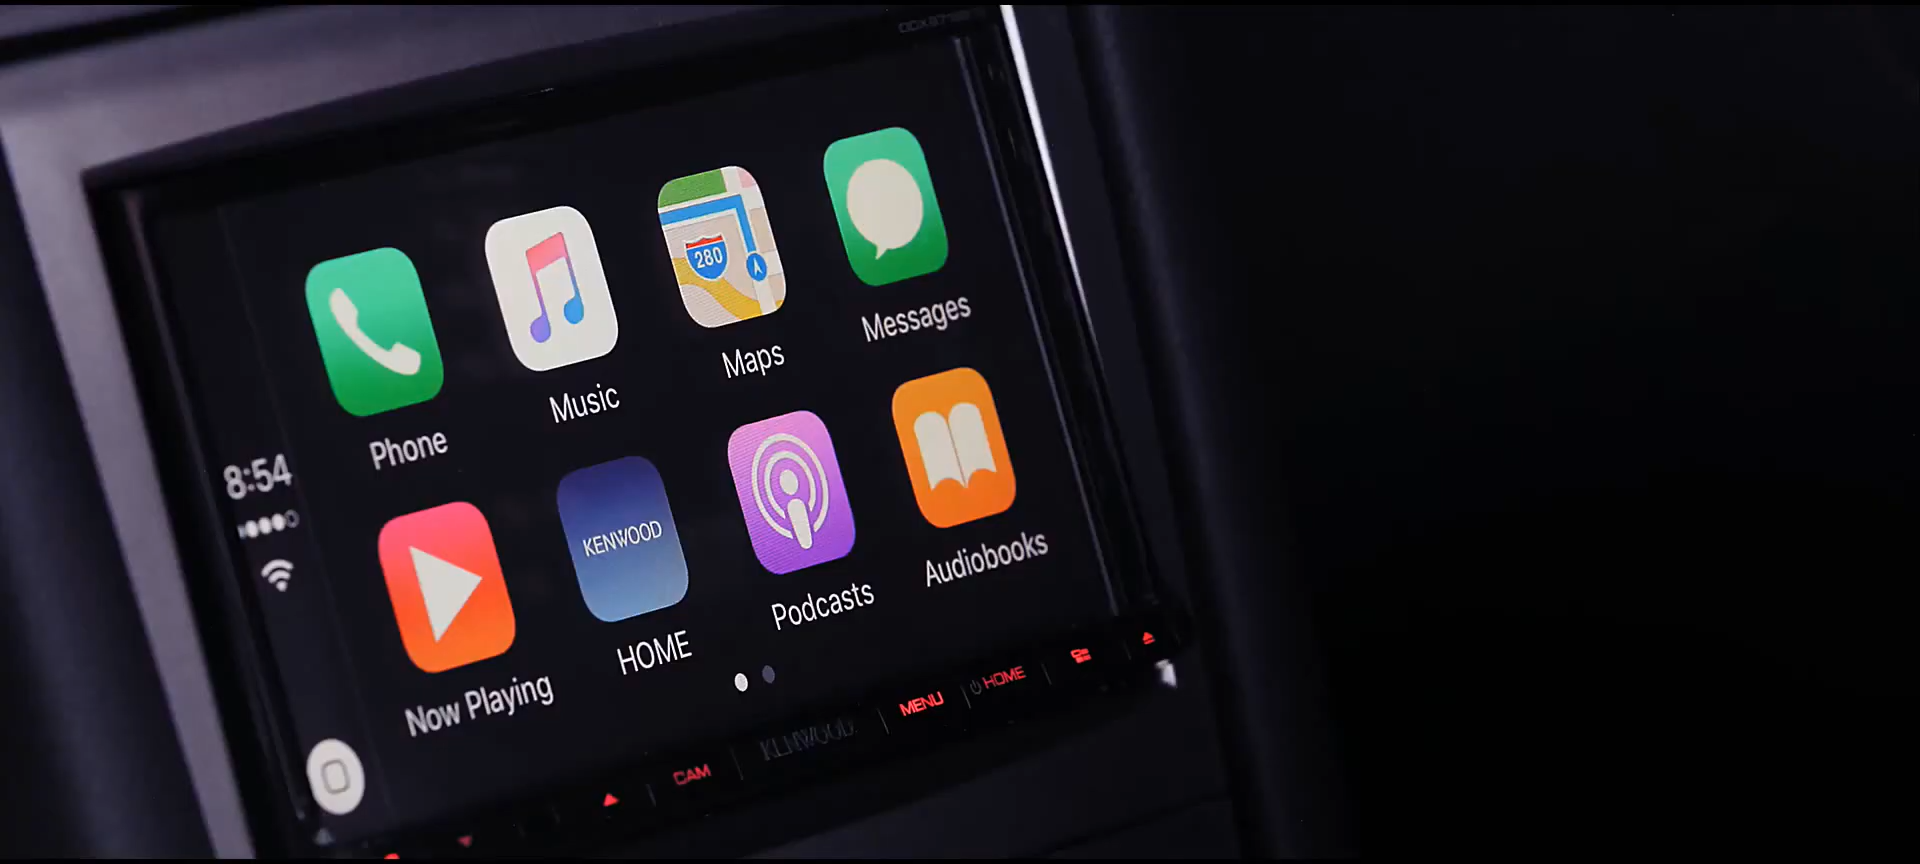 280
Phone
Music
Maps
Messages
8:54
KENWOOD
Now Playing
HOME
Podcasts
Audiobooks
CAM
KENWOOD
MENU
HOME